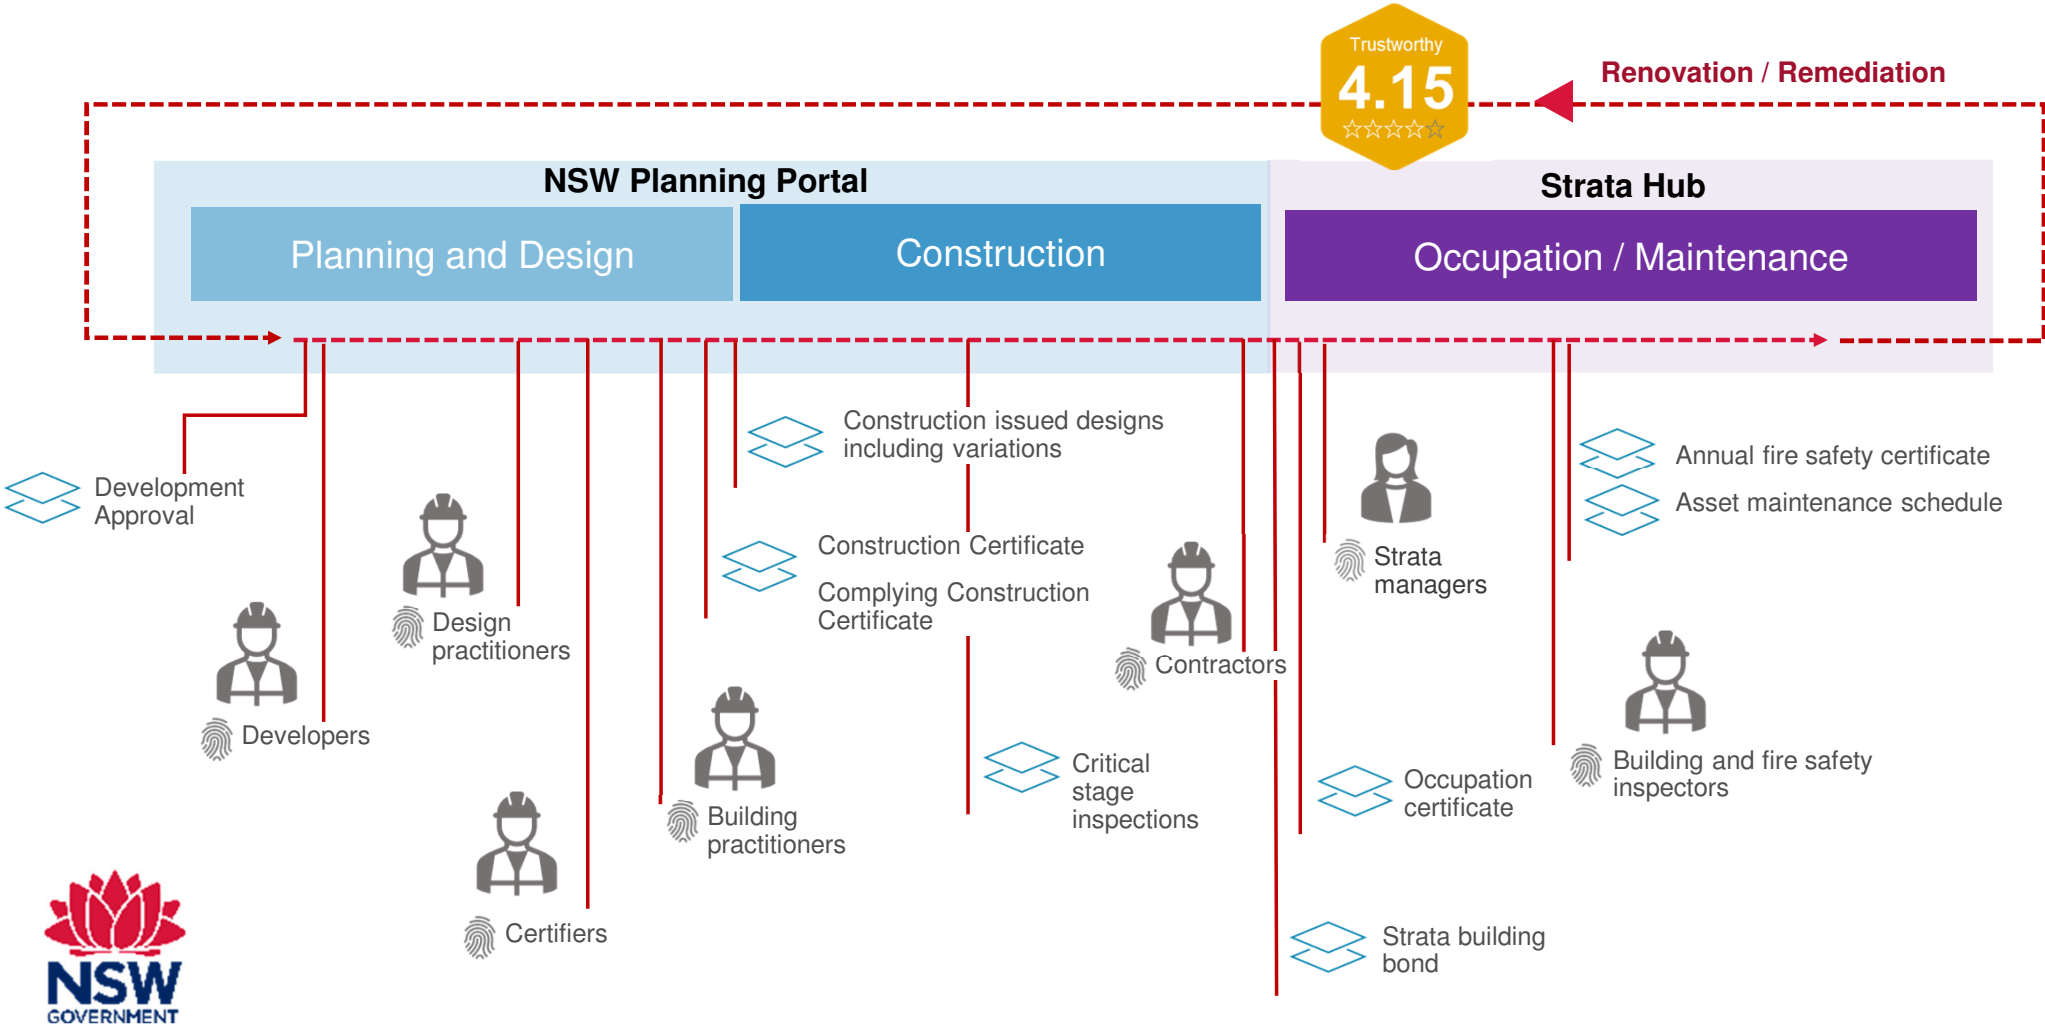 Trustworthy
4.15
Renovation / Remediation
NSW Planning Portal
Strata Hub
Planning and Design
Construction
Occupation / Maintenance
Development
Approval
Developers
Design
practitioners
Certifiers
Building
practitioners
Construction issued designs
including variations
Construction Certificate
Complying Construction
Certificate
Critical
stage
inspections
Contractors
Strata
managers
Occupation
certificate
Strata building
bond
Annual fire safety certificate
Asset maintenance schedule
Building and fire safety
inspectors
NSW
GOVERNMENT